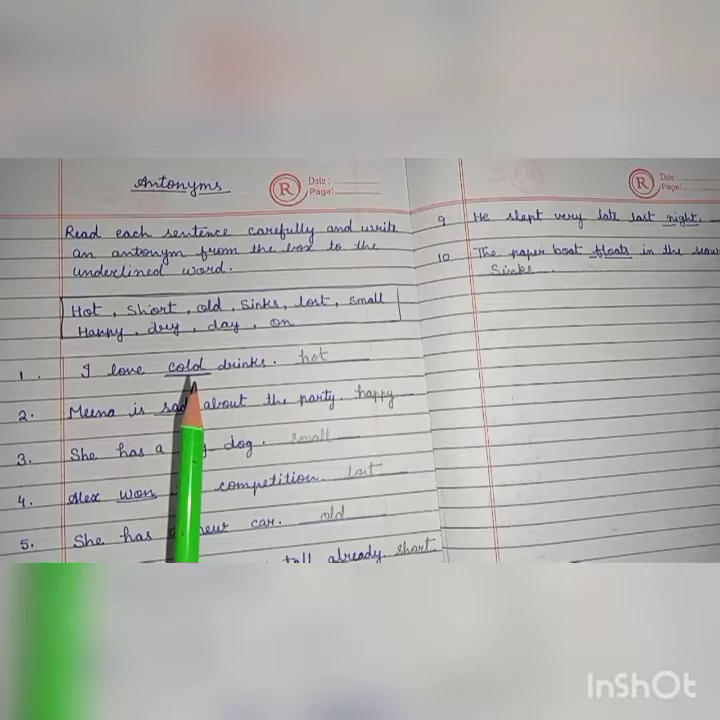 Antonyms
R Date :
Page:
Read each sentence carefully and write
an antonym from the box to the
underlined word.
Hot , Short , old , Sinks , lost , Small
Happy , dry , day , on
1. I love cold drinks. hot
2. Meena is sad about the party. happy
3. She has a dog. small
4. Alex won competition. Lost
5. She has new car. old
tall already. short
R Date :
Page:
9 He slept very late last night.
10 The paper boat floats in the
Sinks
InShOt